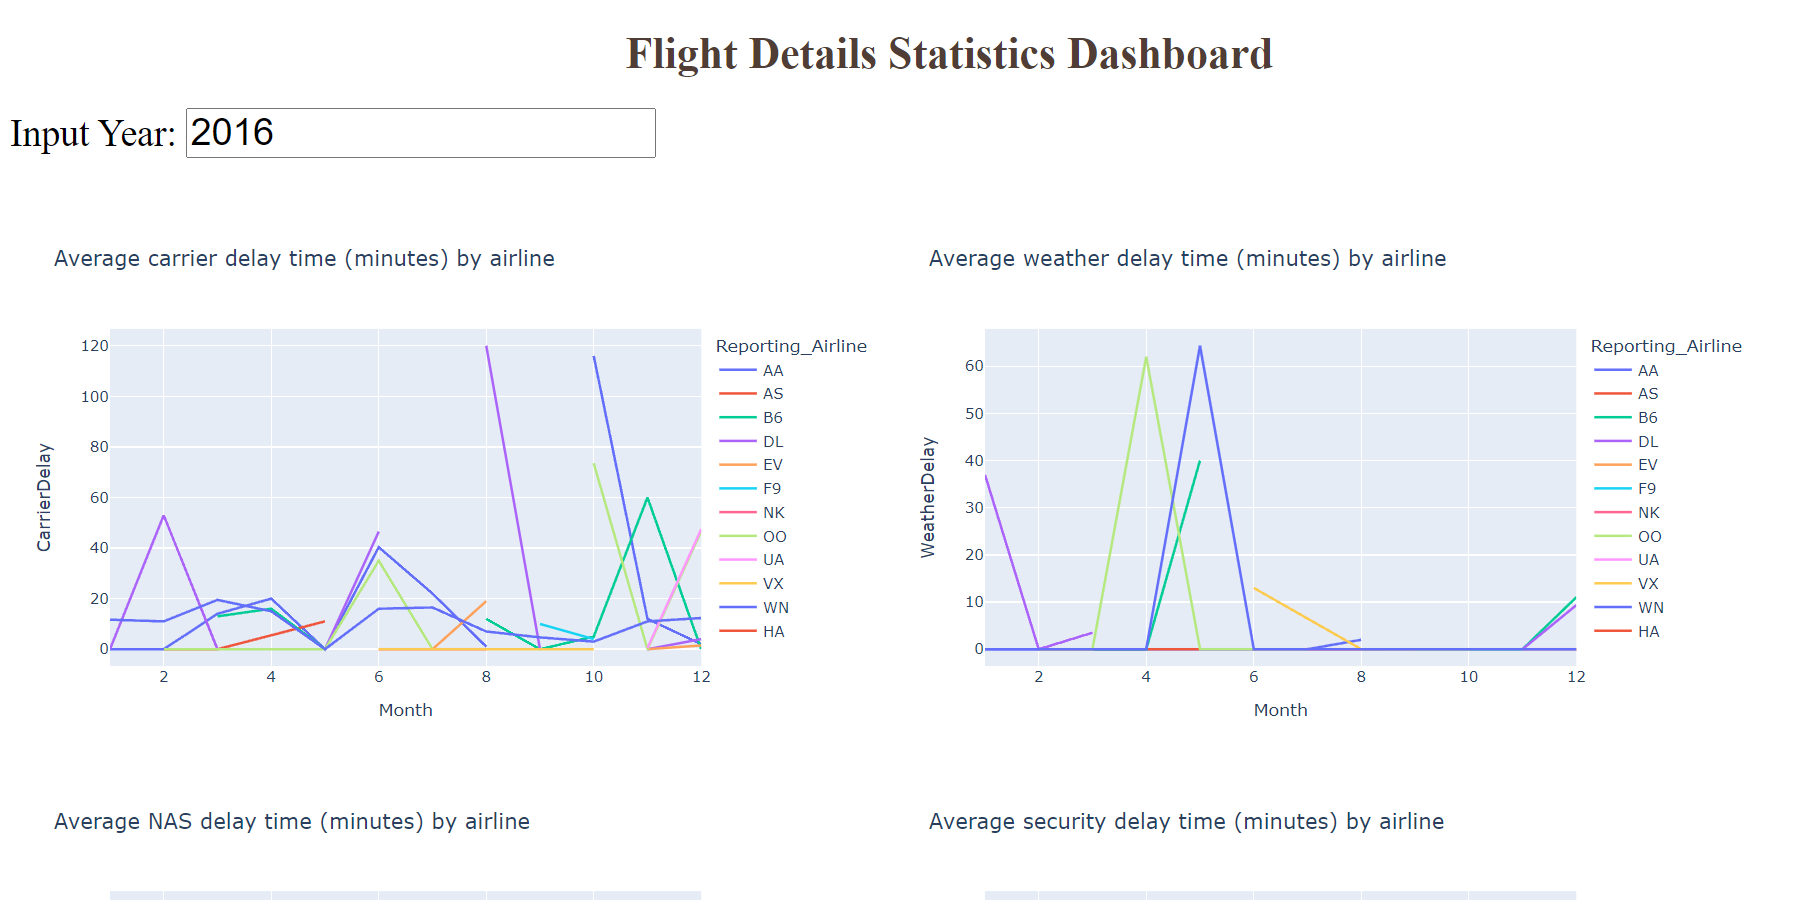 Flight Details Statistics Dashboard
Input Year: 2016
Average carrier delay time (minutes) by airline
CarrierDelay
120
100
80
60
40
20
0
2 4 6 8 10 12
Month
Reporting_Airline
AA
AS
B6
DL
EV
F9
NK
OO
UA
VX
WN
HA
Average weather delay time (minutes) by airline
WeatherDelay
60
50
40
30
20
10
0
2 4 6 8 10 12
Month
Reporting_Airline
AA
AS
B6
DL
EV
F9
NK
OO
UA
VX
WN
HA
Average NAS delay time (minutes) by airline
Average security delay time (minutes) by airline